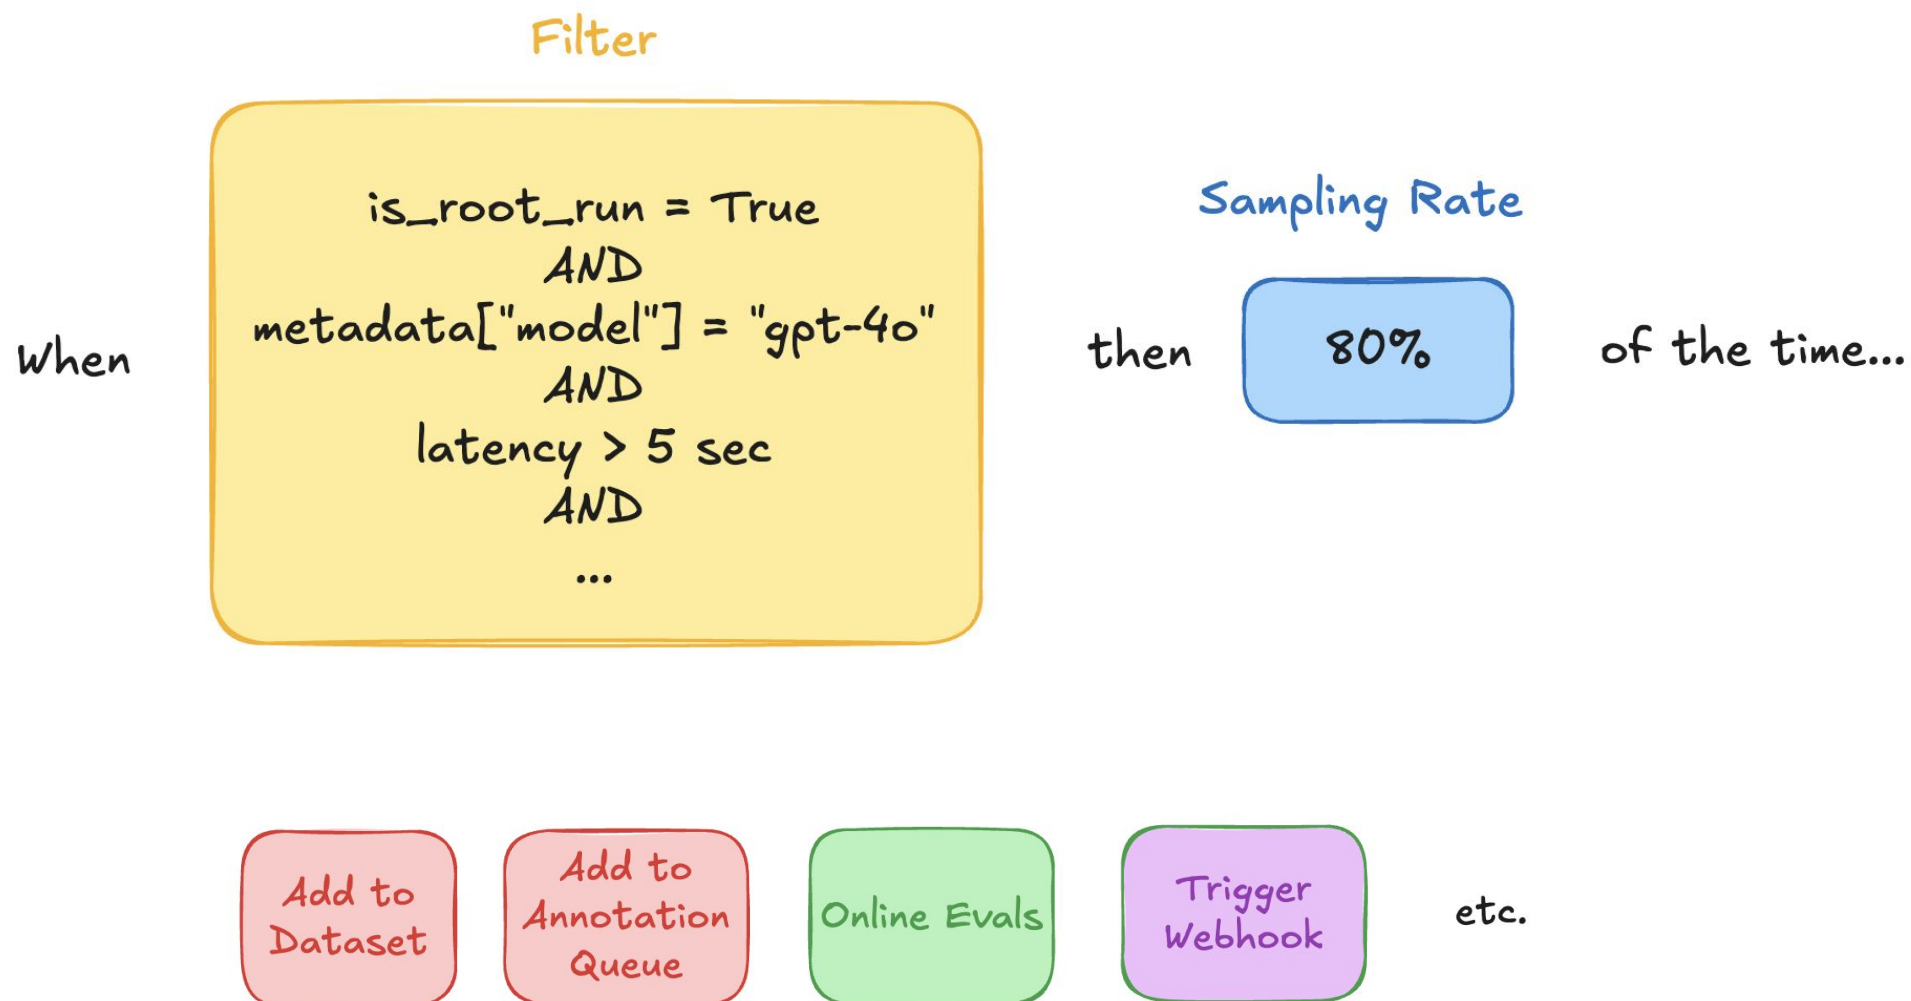 Filter
is_root_run = True
AND
metadata["model"] = "gpt-4o"
AND
latency > 5 sec
AND
...
When
Sampling Rate
then
80%
of the time...
Add to
Dataset
Add to
Annotation
Queue
Online Evals
Trigger
Webhook
etc.